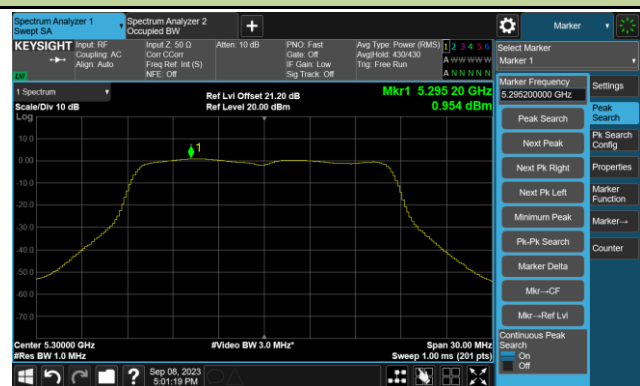 Spectrum Analyzer 1
Swept SA
Spectrum Analyzer 2
Occupied BW
+
Marker
KEYSIGHT
Input: RF
Coupling: AC
Align: Auto
Input Z: 50 Ω
Corr CCorr
Freq Ref: Int (S)
NFE: Off
Atten: 10 dB
PNO: Fast
Gate: Off
IF Gain: Low
Sig Track: Off
Avg Type: Power (RMS)
Avg|Hold: 430/430
Trig: Free Run
1 2 3 4 5 6
A W W W W W
A N N N N N
LV
Select Marker
Marker 1
1 Spectrum
Scale/Div 10 dB
Ref Lvl Offset 21.20 dB
Ref Level 20.00 dBm
Mkr1 5.295 20 GHz
0.954 dBm
Log
10.0
0.00
-10.0
-20.0
-30.0
-40.0
-50.0
-60.0
-70.0
1
Center 5.30000 GHz
#Res BW 1.0 MHz
#Video BW 3.0 MHz*
Span 30.00 MHz
Sweep 1.00 ms (201 pts)
Marker Frequency
5.295200000 GHz
Peak Search
Next Peak
Next Pk Right
Next Pk Left
Minimum Peak
Pk-Pk Search
Marker Delta
Mkr→CF
Mkr→Ref Lvl
Continuous Peak
Search
On
Off
Settings
Peak
Search
Pk Search
Config
Properties
Marker
Function
Marker→
Counter
Sep 08, 2023
5:01:19 PM